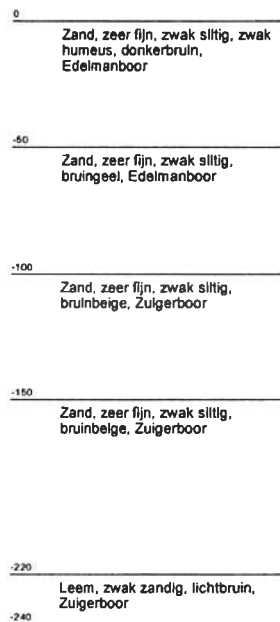 0
Zand, zeer fijn, zwak siltig, zwak
humeus, donkerbruin,
Edelmanboor
-50
Zand, zeer fijn, zwak siltig,
bruingeel, Edelmanboor
-100
Zand, zeer fijn, zwak siltig,
bruinbeige, Zuigerboor
-150
Zand, zeer fijn, zwak siltig,
bruinbeige, Zuigerboor
-220
Leem, zwak zandig, lichtbruin,
Zuigerboor
-240